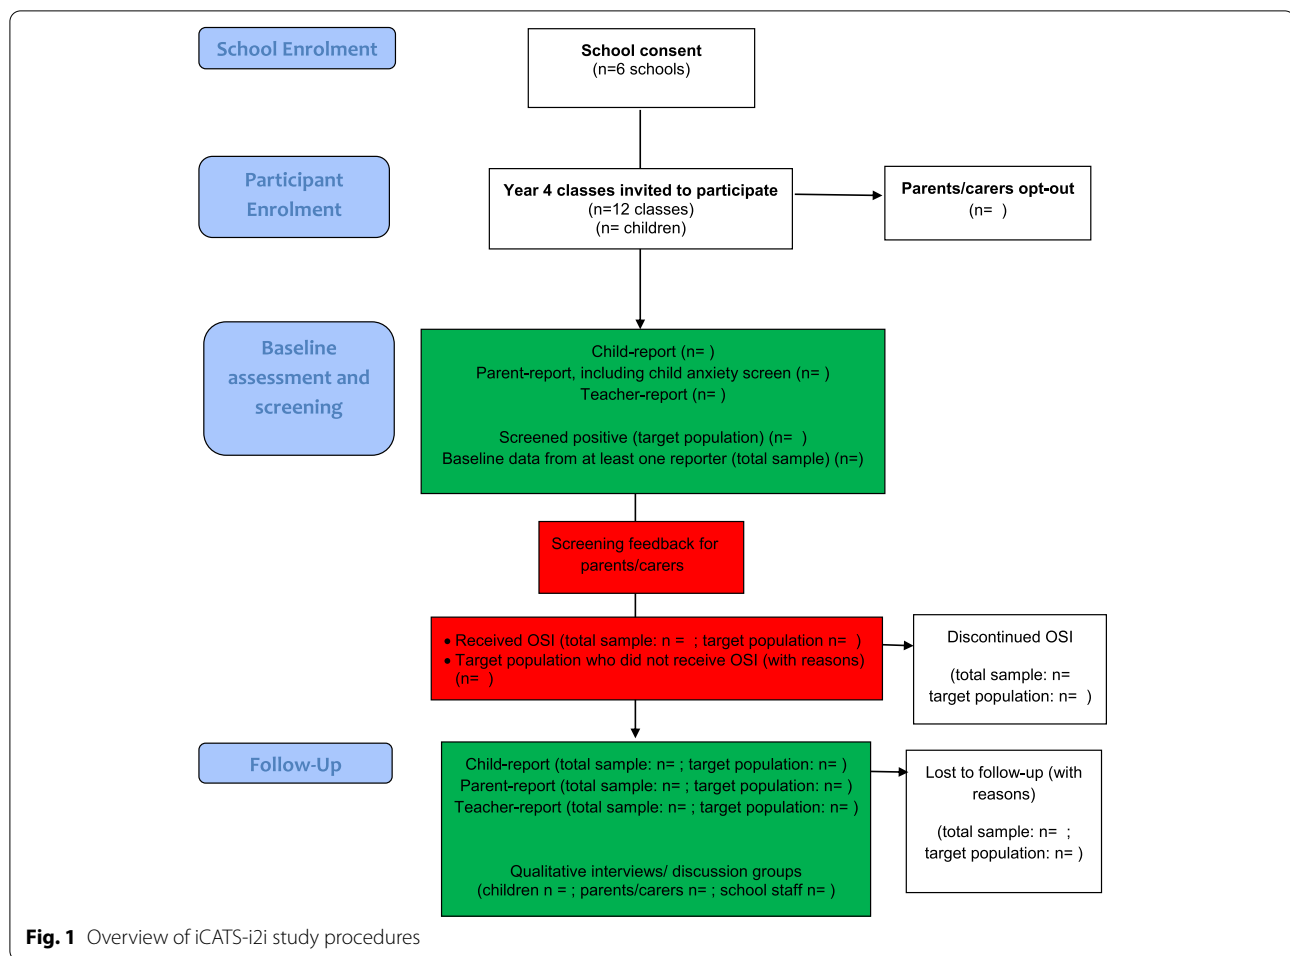 School Enrolment
School consent
(n=6 schools)
Participant
Enrolment
Year 4 classes invited to participate
(n=12 classes)
(n= children)
Parents/carers opt-out
(n=  )
Baseline
assessment and
screening
Child-report (n= )
Parent-report, including child anxiety screen (n= )
Teacher-report (n= )
Screened positive (target population) (n=  )
Baseline data from at least one reporter (total sample) (n=)
Screening feedback for
parents/carers
• Received OSI (total sample: n =  ; target population n=  )
• Target population who did not receive OSI (with reasons)
(n=  )
Discontinued OSI
(total sample: n=
target population: n=  )
Follow-Up
Child-report (total sample: n= ; target population: n= )
Parent-report (total sample: n= ; target population: n= )
Teacher-report (total sample: n= ; target population: n= )
Qualitative interviews/ discussion groups
(children n = ; parents/carers n= ; school staff n= )
Lost to follow-up (with
reasons)
(total sample: n=  ;
target population: n= )
Fig. 1 Overview of iCATS-i2i study procedures